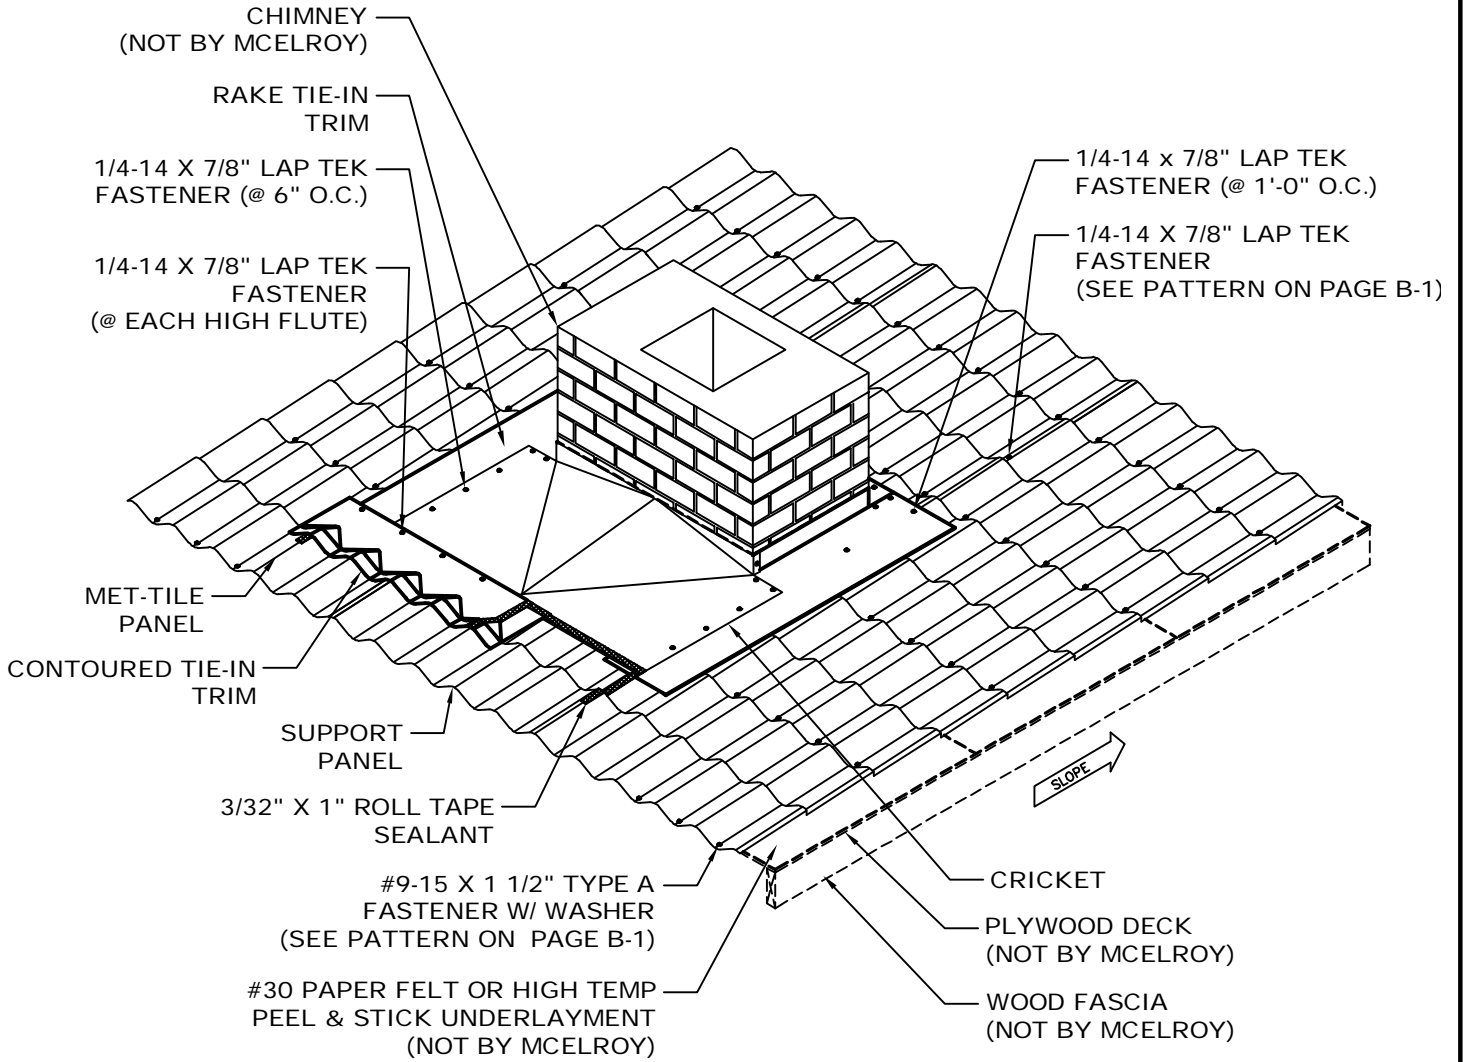 CHIMNEY
(NOT BY MCELROY)
RAKE TIE-IN
TRIM
1/4-14 X 7/8" LAP TEK
FASTENER (@ 6" O.C.)
1/4-14 X 7/8" LAP TEK
FASTENER
(@ EACH HIGH FLUTE)
1/4-14 x 7/8" LAP TEK
FASTENER (@ 1'-0" O.C.)
1/4-14 X 7/8" LAP TEK
FASTENER
(SEE PATTERN ON PAGE B-1)
MET-TILE
PANEL
CONTOURED TIE-IN
TRIM
SUPPORT
PANEL
3/32" X 1" ROLL TAPE
SEALANT
#9-15 X 1 1/2" TYPE A
FASTENER W/ WASHER
(SEE PATTERN ON PAGE B-1)
#30 PAPER FELT OR HIGH TEMP
PEEL & STICK UNDERLAYMENT
(NOT BY MCELROY)
SLOPE
CRICKET
PLYWOOD DECK
(NOT BY MCELROY)
WOOD FASCIA
(NOT BY MCELROY)